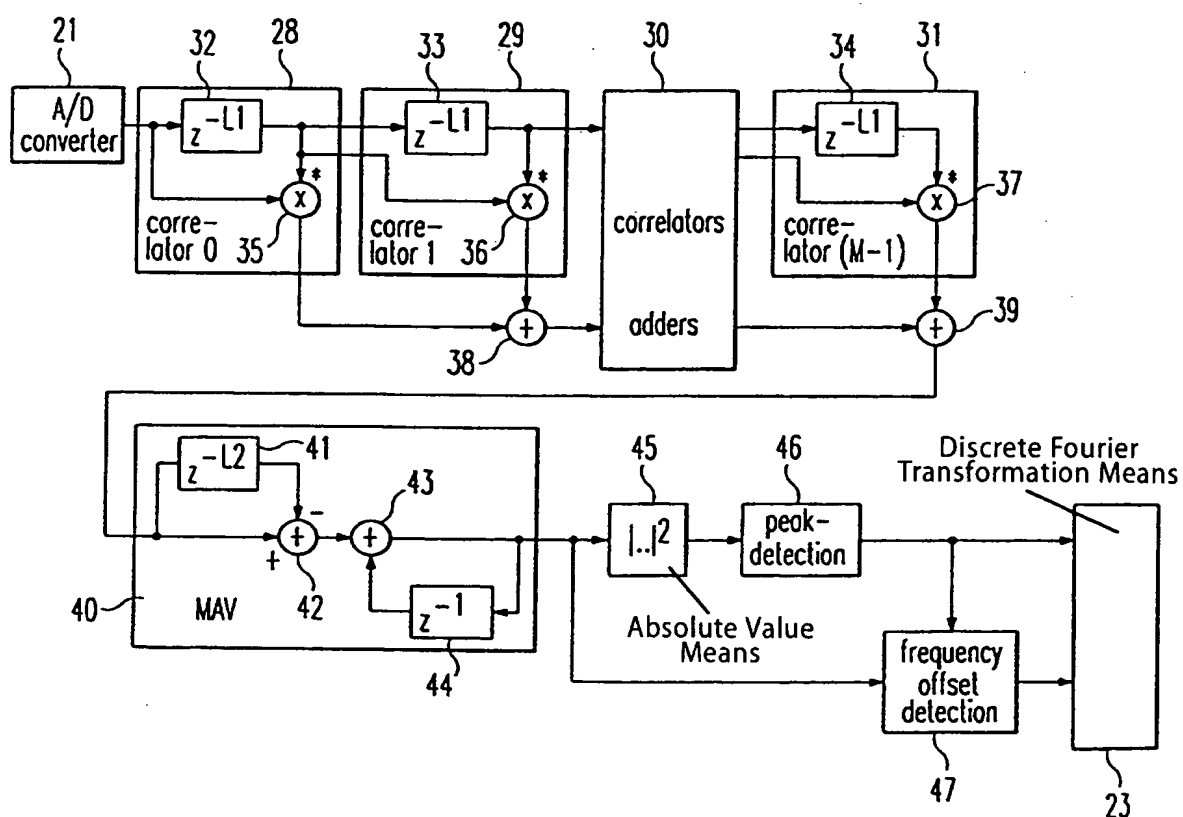 21 32 28 33 29 30 34 31
A/D
converter
z^-L1
z^-L1
z^-L1
*
*
*
x
x
x
37
corre-
lator 0
35
corre-
lator 1
36
correlators
corre-
lator (M-1)
adders
+
38
+
39
z^-L2
41
43
45
46
Discrete Fourier
Transformation Means
-
+
+
+
|..|²
peak-
detection
40
MAV
42
z^-1
44
Absolute Value
Means
frequency
offset
detection
47
23